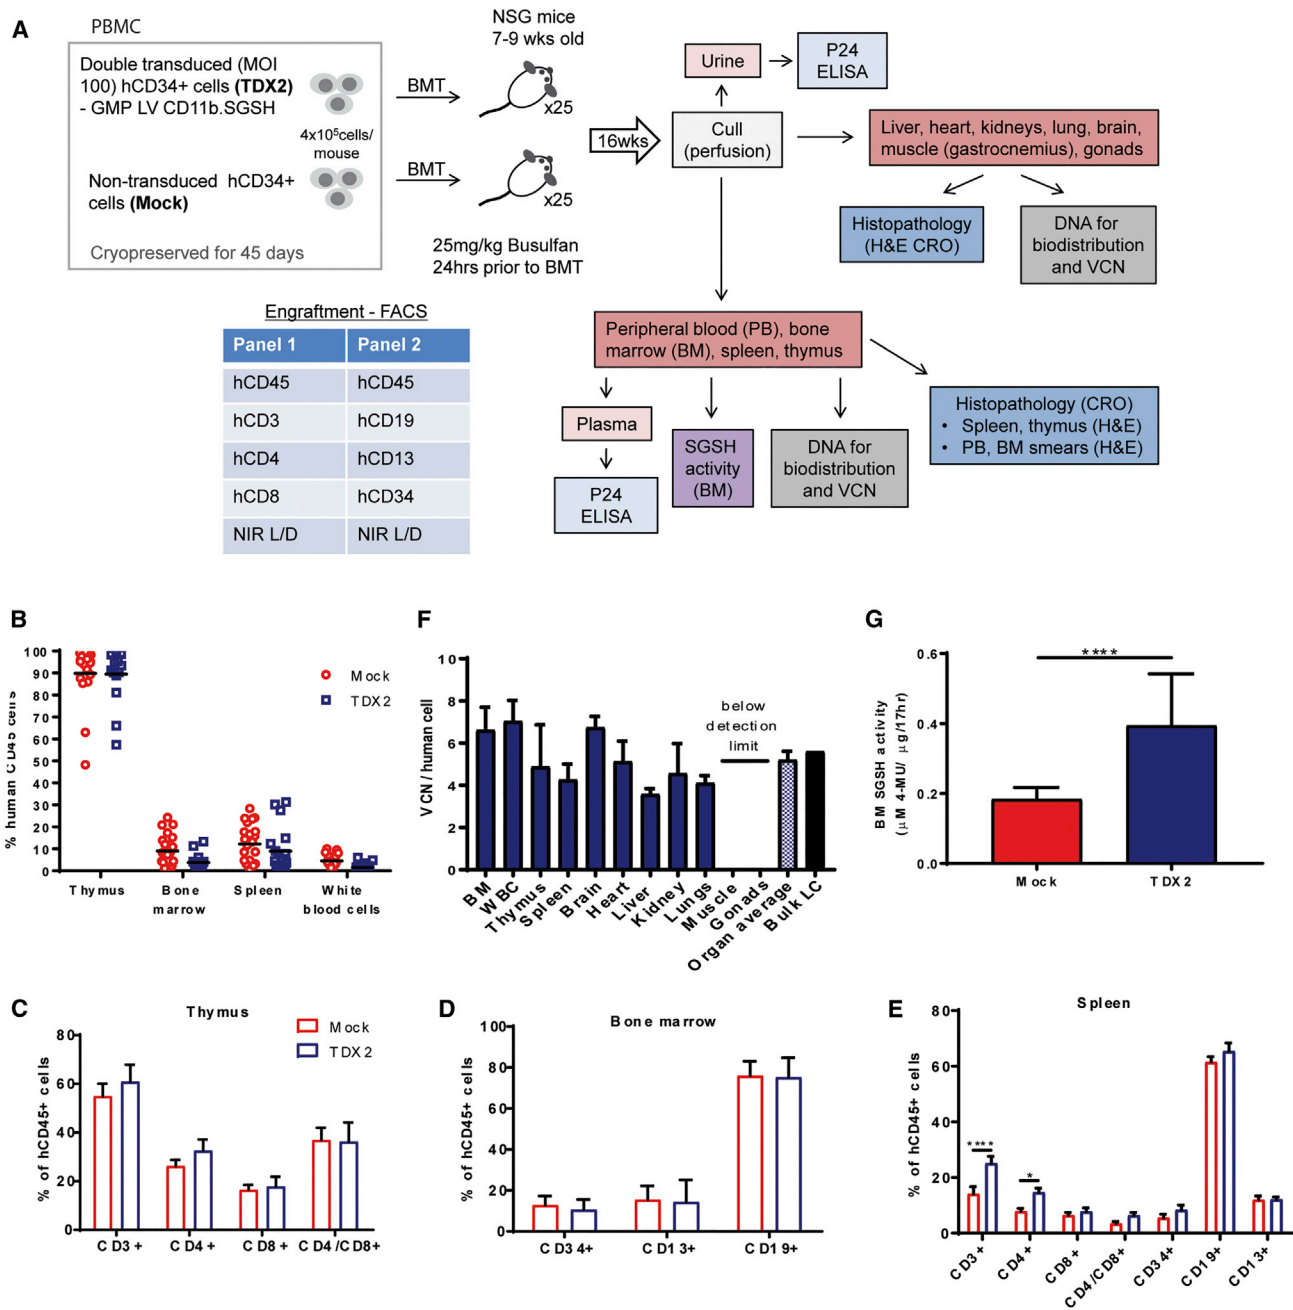 A
PBMC
Double transduced (MOI
100) hCD34+ cells (TDX2)
- GMP LV CD11b.SGSH
4x10⁵cells/
mouse
Non-transduced hCD34+
cells (Mock)
Cryopreserved for 45 days
BMT
BMT
NSG mice
7-9 wks old
x25
x25
25mg/kg Busulfan
24hrs prior to BMT
16wks
Urine
P24
ELISA
Cull
(perfusion)
Liver, heart, kidneys, lung, brain,
muscle (gastrocnemius), gonads
Histopathology
(H&E CRO)
DNA for
biodistribution
and VCN
Peripheral blood (PB), bone
marrow (BM), spleen, thymus
Plasma
P24
ELISA
SGSH
activity
(BM)
DNA for
biodistribution
and VCN
Histopathology (CRO)
• Spleen, thymus (H&E)
• PB, BM smears (H&E)
Engraftment - FACS
Panel 1 Panel 2
hCD45 hCD45
hCD3 hCD19
hCD4 hCD13
hCD8 hCD34
NIR L/D NIR L/D
B
% human CD45 cells
100
90
80
70
60
50
40
30
20
10
0
Thymus
Bone
marrow
Spleen
White
blood cells
Mock
TDX2
F
VCN / human cell
10
8
6
4
2
0
below
detection
limit
BM
WBC
Thymus
Spleen
Brain
Heart
Liver
Kidney
Lungs
Muscle
Gonads
Organ average
Bulk LC
G
BM SGSH activity
(μM 4-MU/ μg/17hr)
0.6
0.4
0.2
0.0
****
Mock
TDX2
C
Thymus
% of hCD45+ cells
80
60
40
20
0
Mock
TDX2
CD3+
CD4+
CD8+
CD4/CD8+
D
Bone marrow
% of hCD45+ cells
100
80
60
40
20
0
CD34+
CD13+
CD19+
E
Spleen
% of hCD45+ cells
80
60
40
20
0
****
*
CD3+
CD4+
CD8+
CD4/CD8+
CD34+
CD19+
CD13+